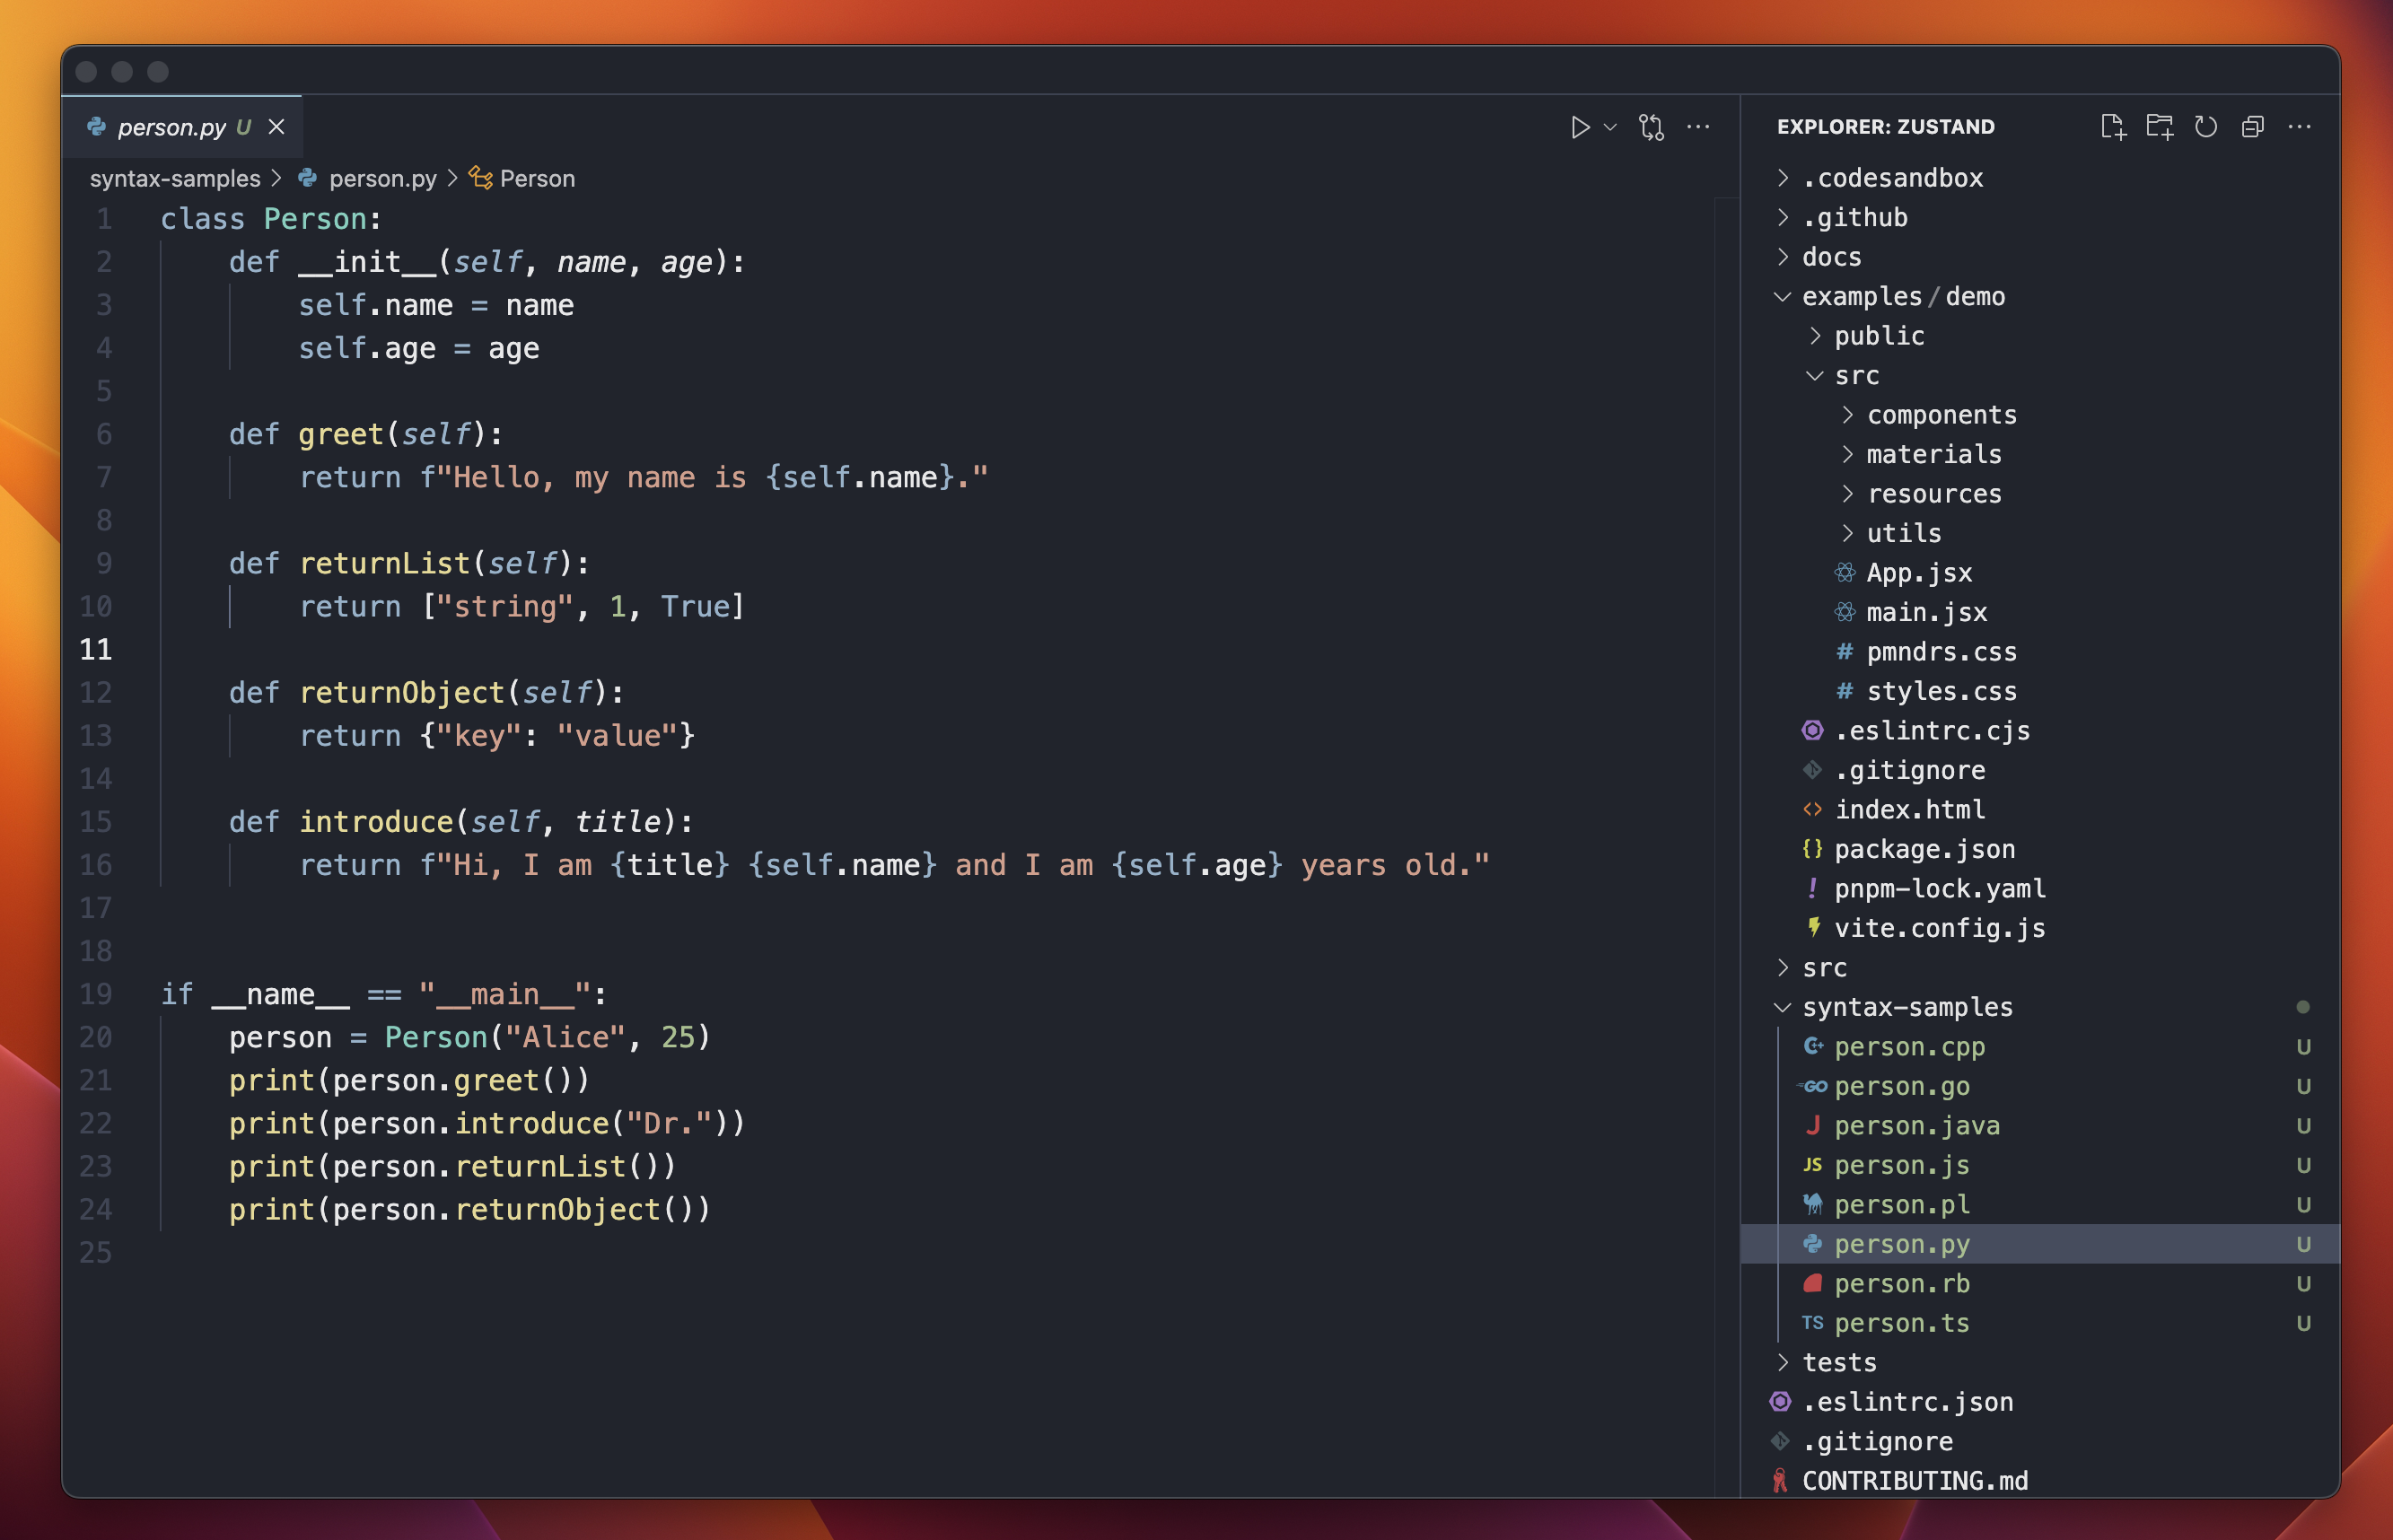 person.py U
syntax-samples > person.py > Person
1 class Person:
2     def __init__(self, name, age):
3         self.name = name
4         self.age = age
5
6     def greet(self):
7         return f"Hello, my name is {self.name}."
8
9     def returnList(self):
10         return ["string", 1, True]
11
12     def returnObject(self):
13         return {"key": "value"}
14
15     def introduce(self, title):
16         return f"Hi, I am {title} {self.name} and I am {self.age} years old."
17
18
19 if __name__ == "__main__":
20     person = Person("Alice", 25)
21     print(person.greet())
22     print(person.introduce("Dr."))
23     print(person.returnList())
24     print(person.returnObject())
25
EXPLORER: ZUSTAND
.codesandbox
.github
docs
examples/demo
public
src
components
materials
resources
utils
App.jsx
main.jsx
# pmndrs.css
# styles.css
.eslintrc.cjs
.gitignore
<> index.html
{} package.json
! pnpm-lock.yaml
vite.config.js
src
syntax-samples
C++ person.cpp U
GO person.go U
J person.java U
JS person.js U
person.pl U
person.py U
person.rb U
TS person.ts U
tests
.eslintrc.json
.gitignore
CONTRIBUTING.md